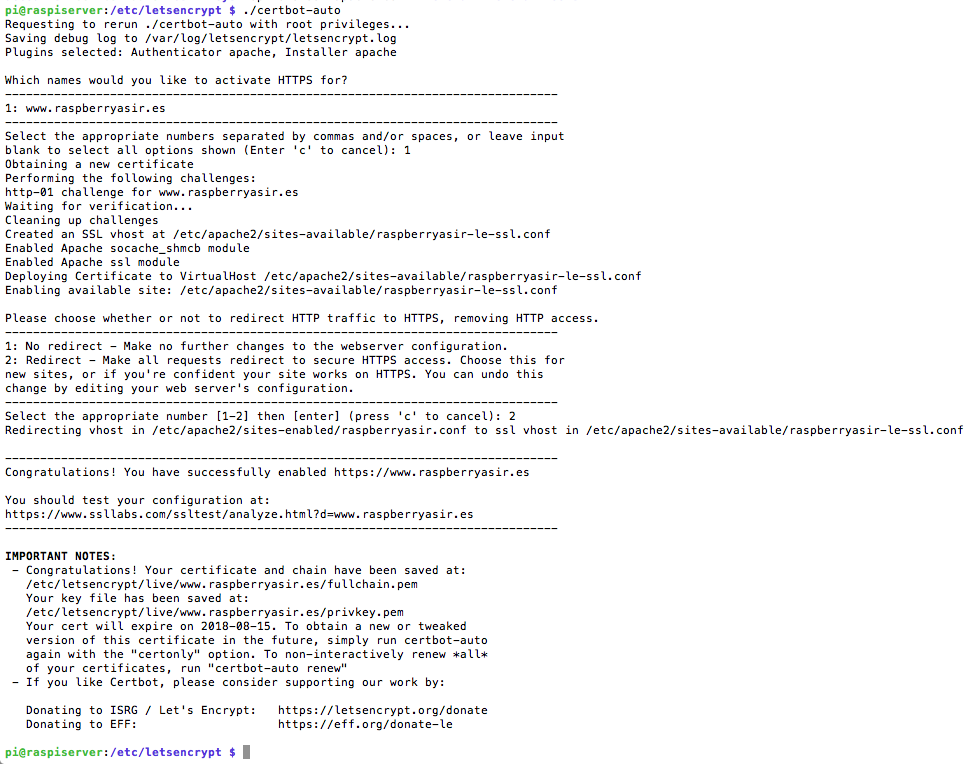 pi@raspiserver:/etc/letsencrypt $ ./certbot-auto
Requesting to rerun ./certbot-auto with root privileges...
Saving debug log to /var/log/letsencrypt/letsencrypt.log
Plugins selected: Authenticator apache, Installer apache

Which names would you like to activate HTTPS for?
-------------------------------------------------------------------------------
1: www.raspberryasir.es
-------------------------------------------------------------------------------
Select the appropriate numbers separated by commas and/or spaces, or leave input
blank to select all options shown (Enter 'c' to cancel): 1
Obtaining a new certificate
Performing the following challenges:
http-01 challenge for www.raspberryasir.es
Waiting for verification...
Cleaning up challenges
Created an SSL vhost at /etc/apache2/sites-available/raspberryasir-le-ssl.conf
Enabled Apache socache_shmcb module
Enabled Apache ssl module
Deploying Certificate to VirtualHost /etc/apache2/sites-available/raspberryasir-le-ssl.conf
Enabling available site: /etc/apache2/sites-available/raspberryasir-le-ssl.conf

Please choose whether or not to redirect HTTP traffic to HTTPS, removing HTTP access.
-------------------------------------------------------------------------------
1: No redirect - Make no further changes to the webserver configuration.
2: Redirect - Make all requests redirect to secure HTTPS access. Choose this for
new sites, or if you're confident your site works on HTTPS. You can undo this
change by editing your web server's configuration.
-------------------------------------------------------------------------------
Select the appropriate number [1-2] then [enter] (press 'c' to cancel): 2
Redirecting vhost in /etc/apache2/sites-enabled/raspberryasir.conf to ssl vhost in /etc/apache2/sites-available/raspberryasir-le-ssl.conf

-------------------------------------------------------------------------------
Congratulations! You have successfully enabled https://www.raspberryasir.es

You should test your configuration at:
https://www.ssllabs.com/ssltest/analyze.html?d=www.raspberryasir.es
-------------------------------------------------------------------------------

IMPORTANT NOTES:
 - Congratulations! Your certificate and chain have been saved at:
   /etc/letsencrypt/live/www.raspberryasir.es/fullchain.pem
   Your key file has been saved at:
   /etc/letsencrypt/live/www.raspberryasir.es/privkey.pem
   Your cert will expire on 2018-08-15. To obtain a new or tweaked
   version of this certificate in the future, simply run certbot-auto
   again with the "certonly" option. To non-interactively renew *all*
   of your certificates, run "certbot-auto renew"
 - If you like Certbot, please consider supporting our work by:

   Donating to ISRG / Let's Encrypt:   https://letsencrypt.org/donate
   Donating to EFF:                    https://eff.org/donate-le

pi@raspiserver:/etc/letsencrypt $